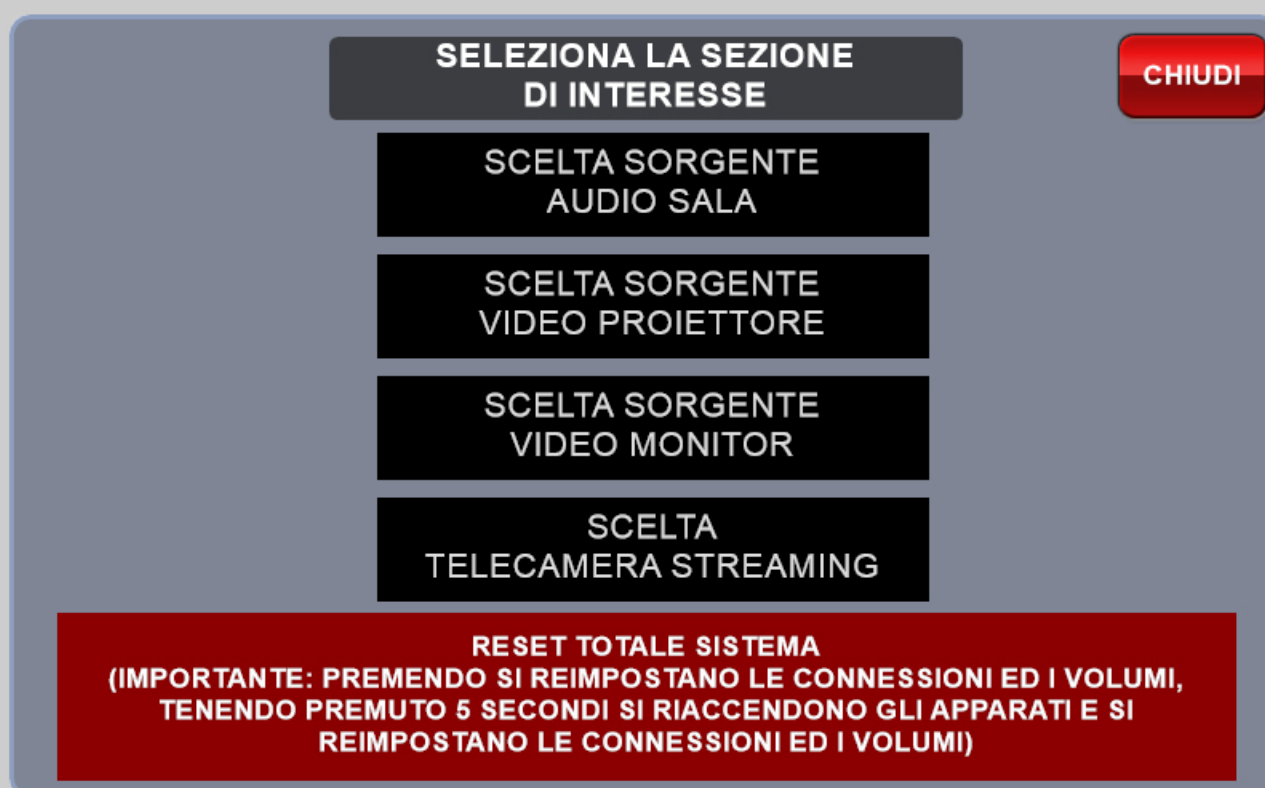 SELEZIONA LA SEZIONE
DI INTERESSE
CHIUDI
SCELTA SORGENTE
AUDIO SALA
SCELTA SORGENTE
VIDEO PROIETTORE
SCELTA SORGENTE
VIDEO MONITOR
SCELTA
TELECAMERA STREAMING
RESET TOTALE SISTEMA
(IMPORTANTE: PREMENDO SI REIMPOSTANO LE CONNESSIONI ED I VOLUMI,
TENENDO PREMUTO 5 SECONDI SI RIACCENDONO GLI APPARATI E SI
REIMPOSTANO LE CONNESSIONI ED I VOLUMI)